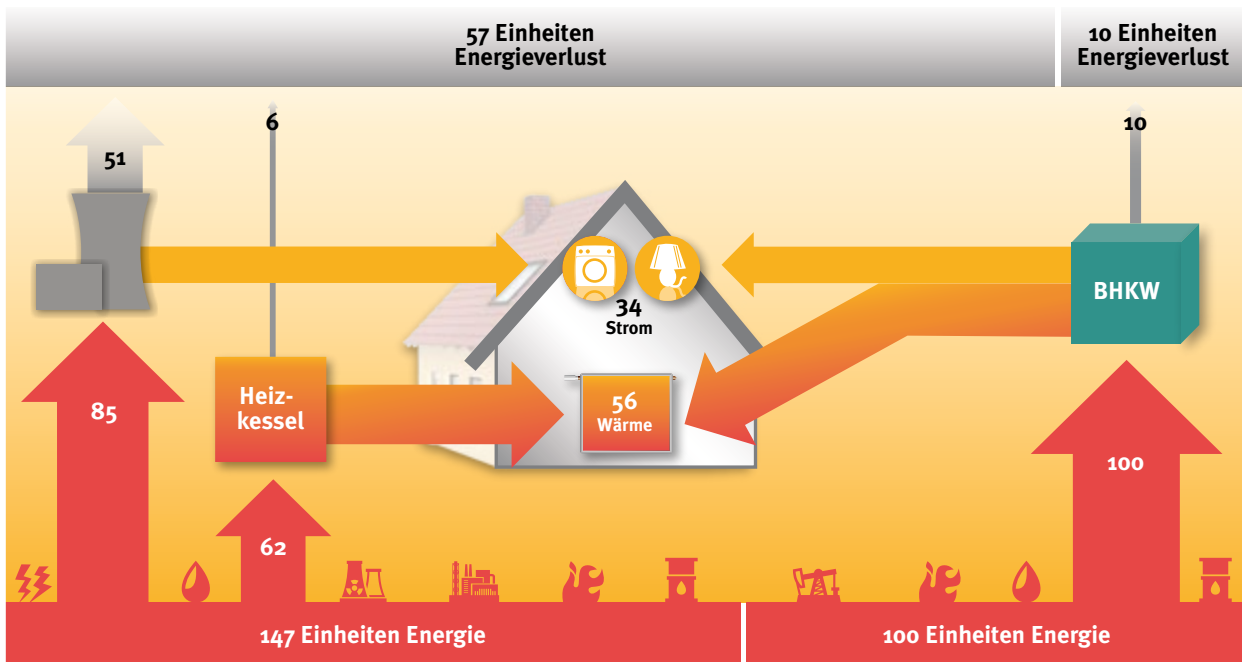 57 Einheiten
Energieverlust
10 Einheiten
Energieverlust
6
10
51
BHKW
34
Strom
Heiz-
kessel
56
Wärme
85
100
62
147 Einheiten Energie
100 Einheiten Energie